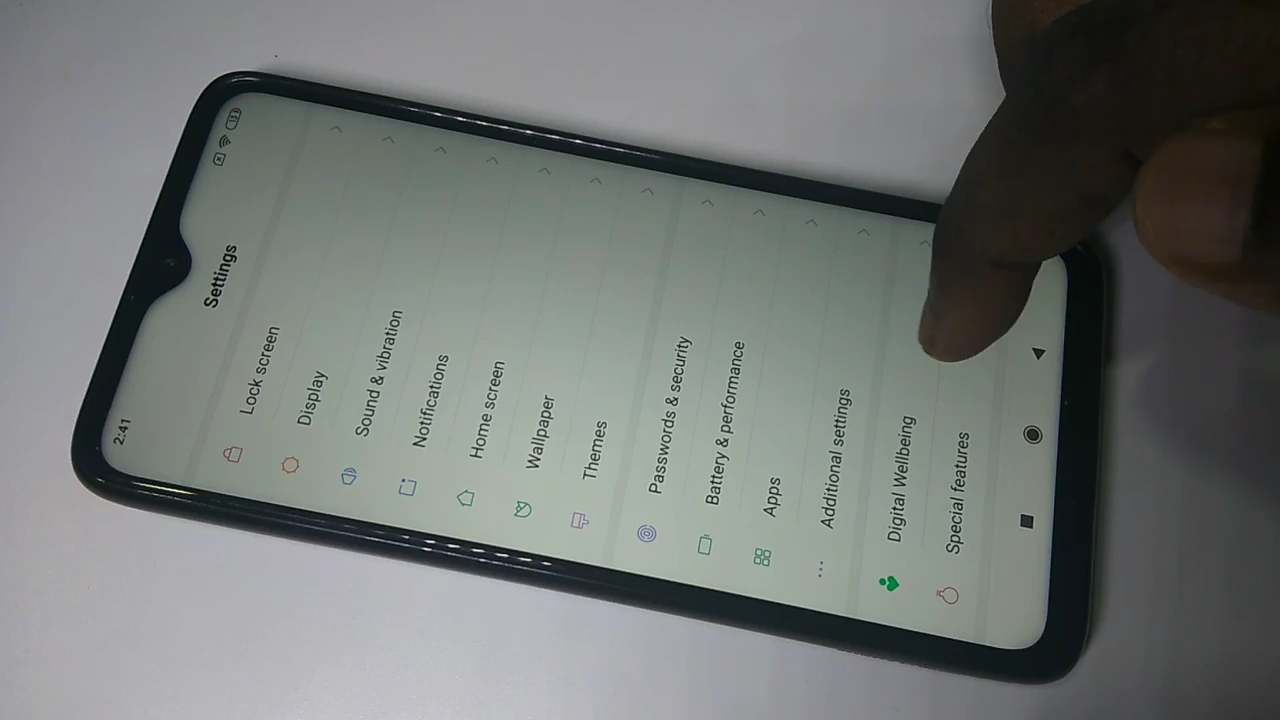 2:41
Settings
Lock screen
Display
Sound & vibration
Notifications
Home screen
Wallpaper
Themes
Passwords & security
Battery & performance
Apps
Additional settings
Digital Wellbeing
Special features